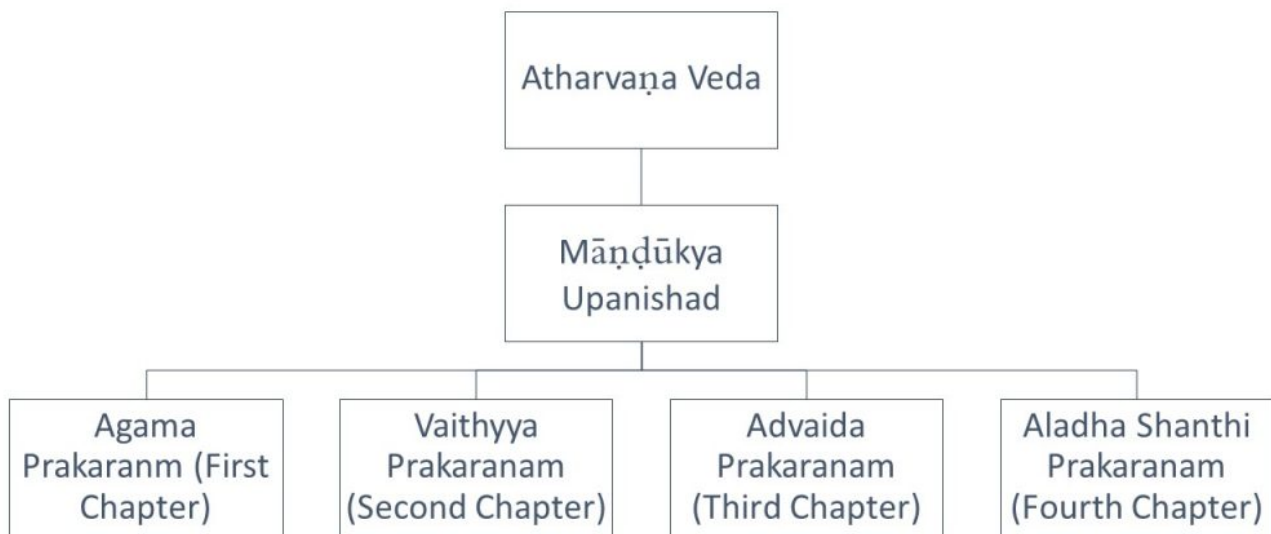 Atharvaṇa Veda
Māṇḍūkya
Upanishad
Agama
Prakaranm (First
Chapter)
Vaithyya
Prakaranam
(Second Chapter)
Advaida
Prakaranam
(Third Chapter)
Aladha Shanthi
Prakaranam
(Fourth Chapter)